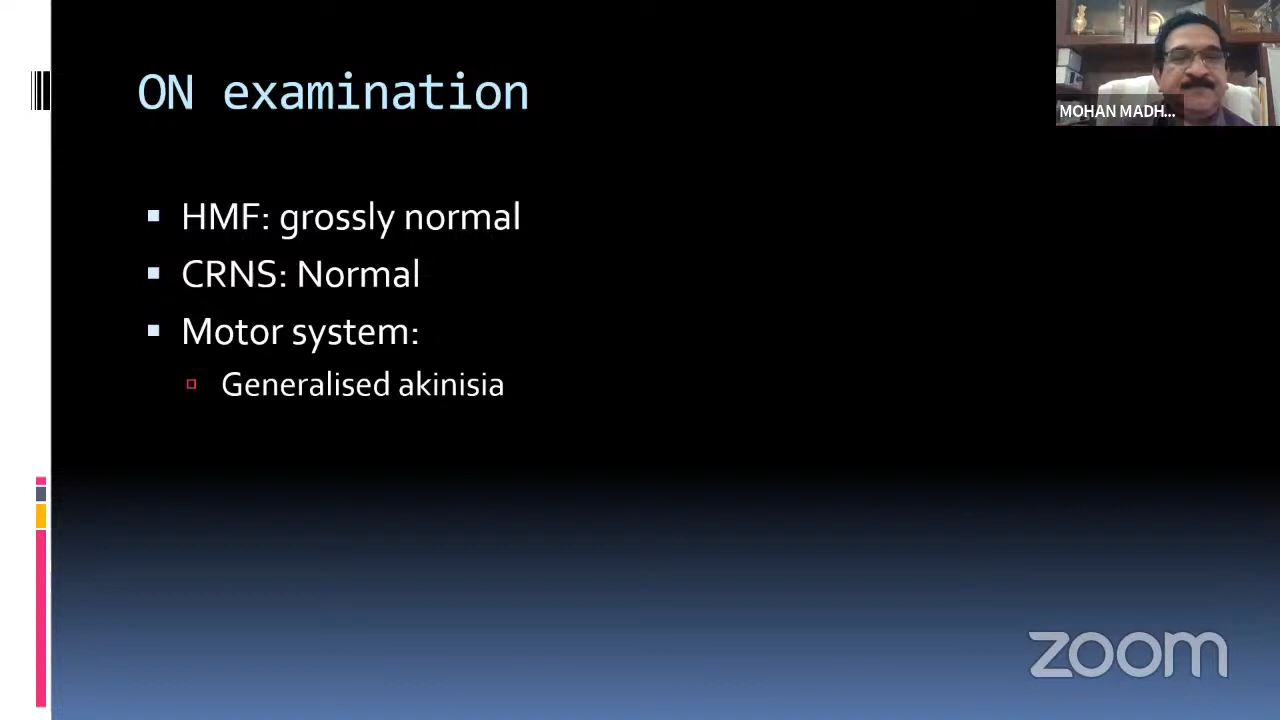 ON examination
MOHAN MADH...
HMF: grossly normal
CRNS: Normal
Motor system:
Generalised akinisia
zoom